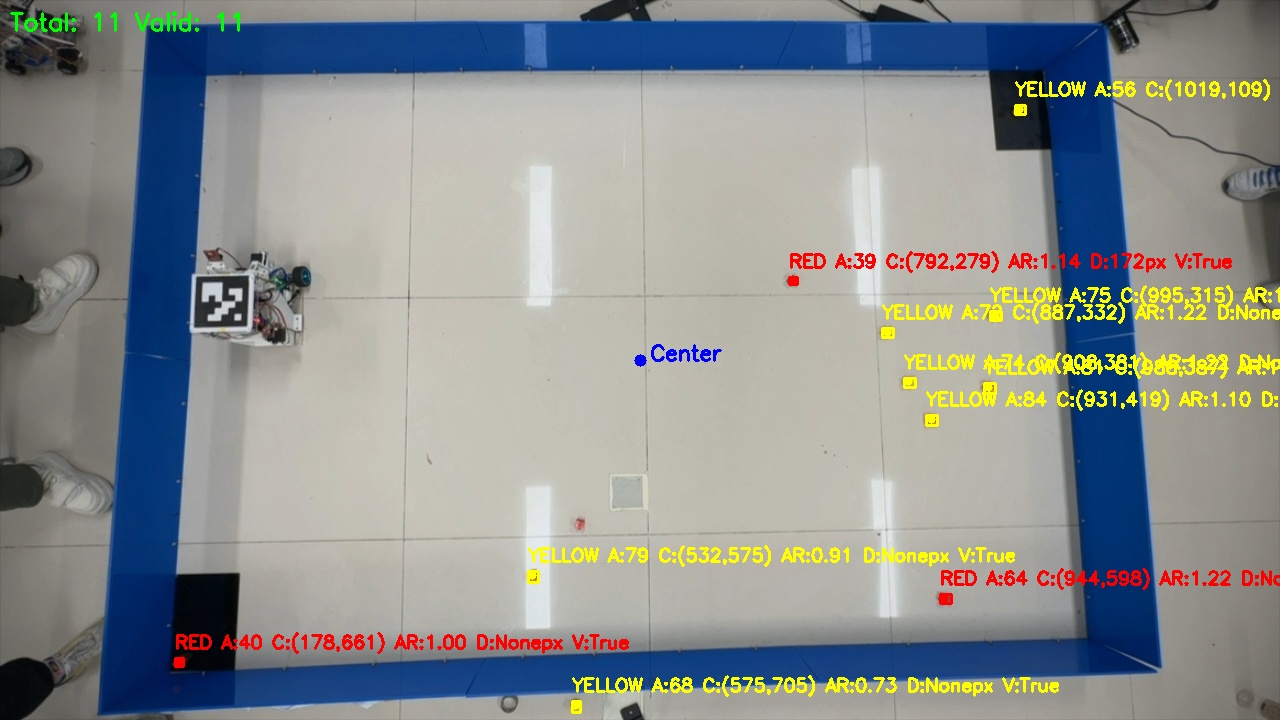 Total: 11 Valid: 11
YELLOW A:56 C:(1019,109)
RED A:39 C:(792,279) AR:1.14 D:172px V:True
YELLOW A:75 C:(995,315) AR:1
C:(887,332) AR:1.22 D:None
Center
YELLOW A:84 C:(931,419) AR:1.10 D:
YELLOW A:79 C:(532,575) AR:0.91 D:Nonepx V:True
RED A:64 C:(944,598) AR:1.22 D:No
RED A:40 C:(178,661) AR:1.00 D:Nonepx V:True
YELLOW A:68 C:(575,705) AR:0.73 D:Nonepx V:True